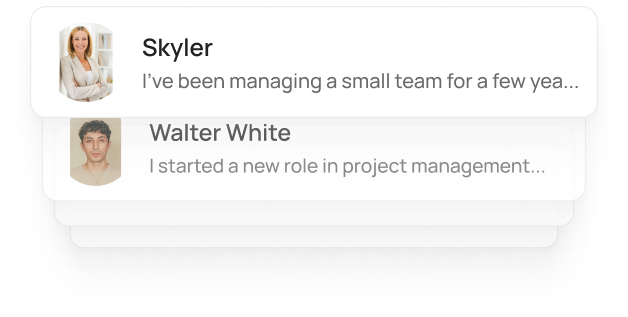 Skyler
I've been managing a small team for a few yea...
Walter White
I started a new role in project management...